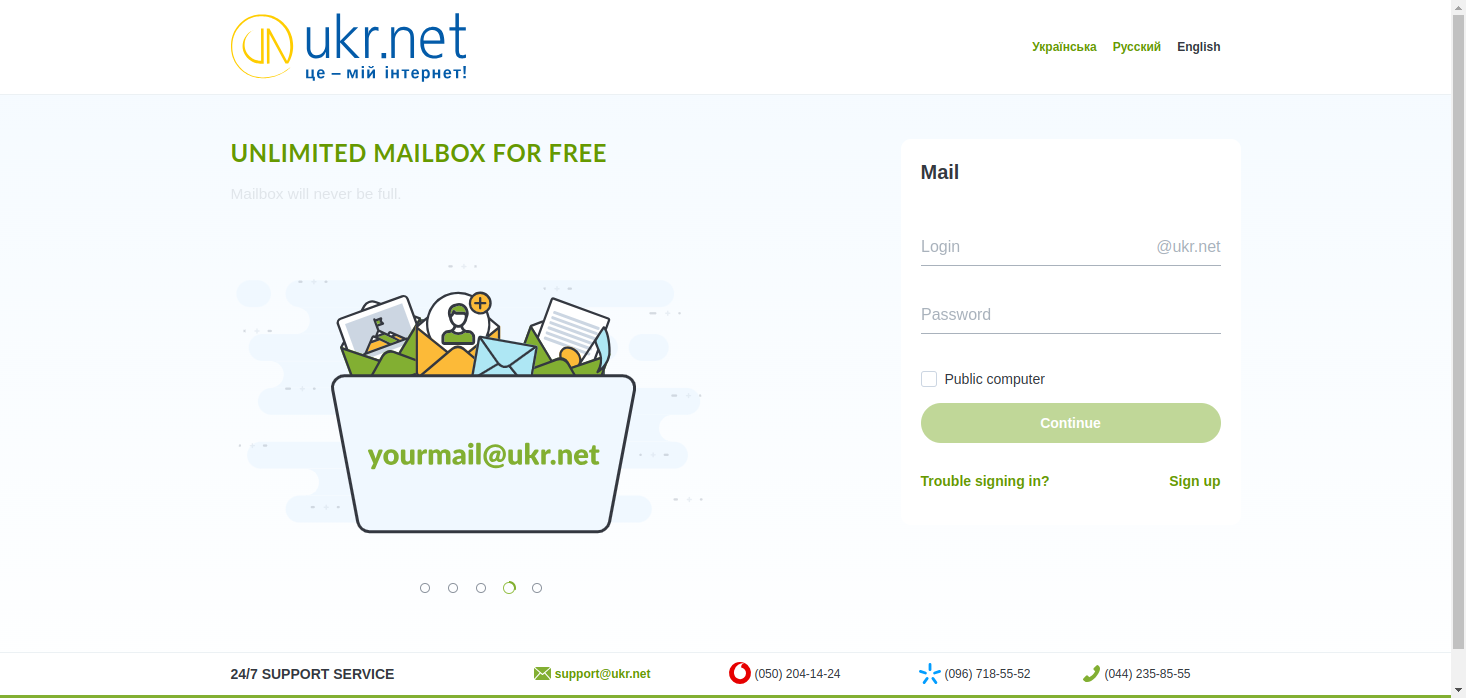 ukr.net
це – мій інтернет!
Українська Русский English
UNLIMITED MAILBOX FOR FREE
Mailbox will never be full.
yourmail@ukr.net
Mail
Login @ukr.net
Password
Public computer
Continue
Trouble signing in? Sign up
24/7 SUPPORT SERVICE support@ukr.net (050) 204-14-24 (096) 718-55-52 (044) 235-85-55